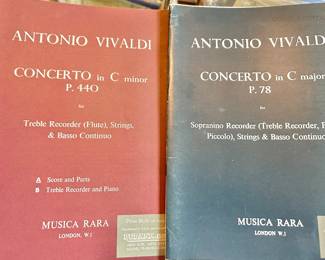 ANTONIO VIVALDI
CONCERTO in C minor
P. 440
for
Treble Recorder (Flute), Strings,
& Basso Continuo
A Score and Parts
B Treble Recorder and Piano
MUSICA RARA
LONDON, W.1
ANTONIO VIVALD
CONCERTO in C major
P. 78
for
Sopranino Recorder (Treble Recorder, F
Piccolo), Strings & Basso Continuo
MUSICA RARA
LONDON, W.1